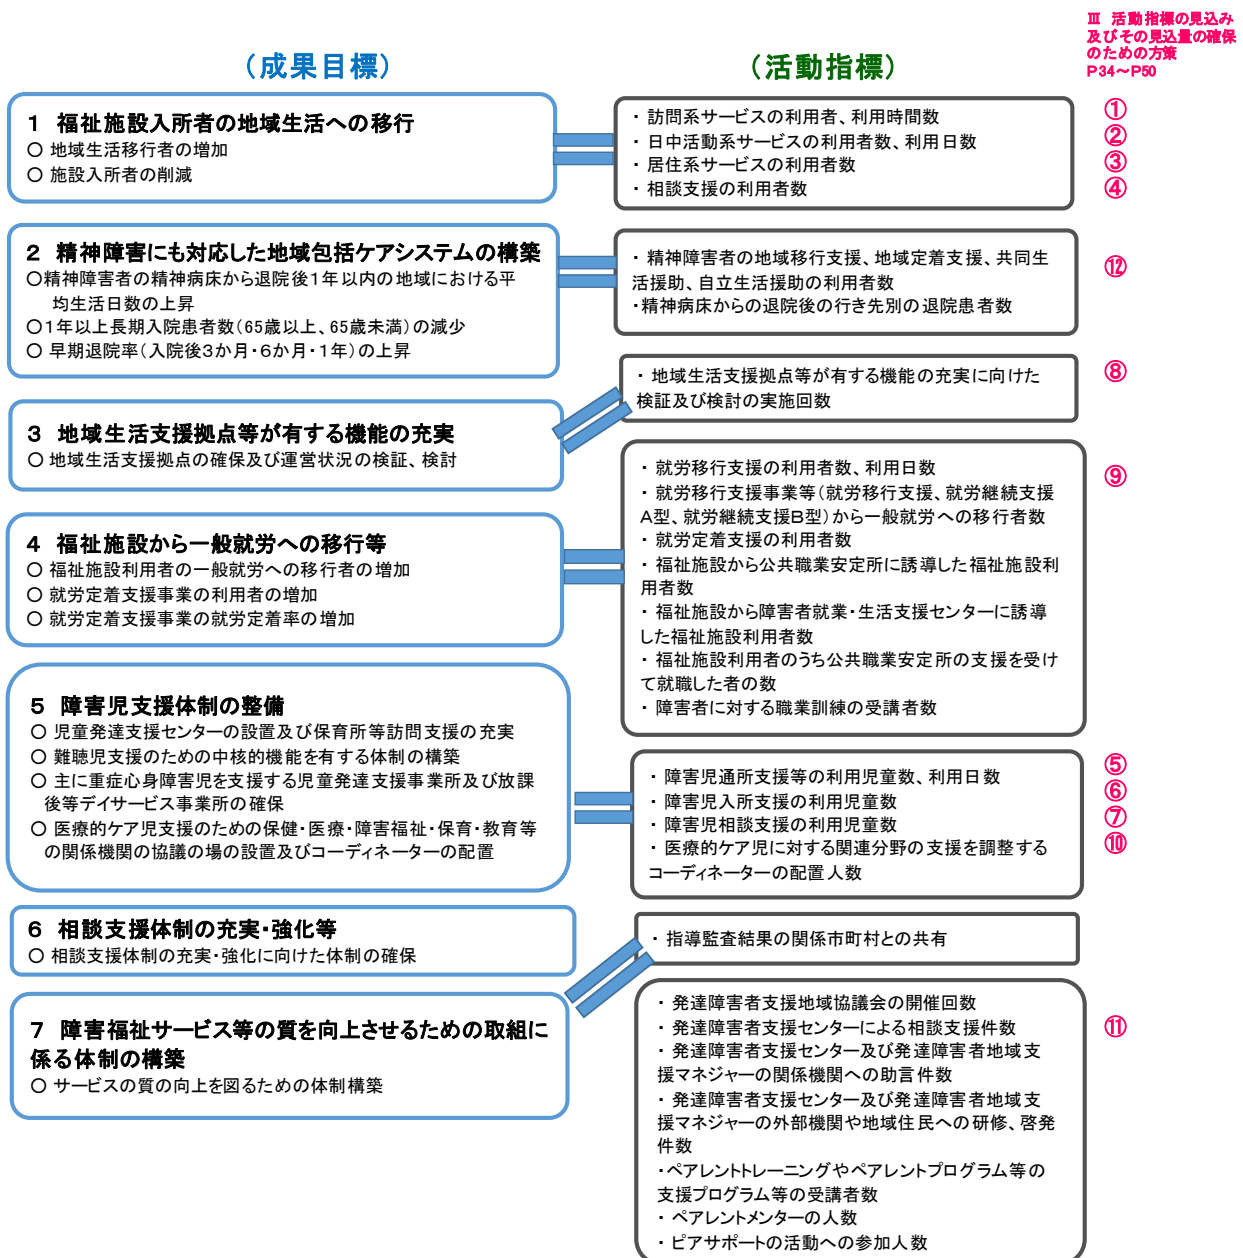 Ⅲ 活動指標の見込み
及びその見込量の確保
のための方策
P34～P50
（成果目標）
（活動指標）
1 福祉施設入所者の地域生活への移行
○ 地域生活移行者の増加
○ 施設入所者の削減
・ 訪問系サービスの利用者、利用時間数
・ 日中活動系サービスの利用者数、利用日数
・ 居住系サービスの利用者数
・ 相談支援の利用者数
①
②
③
④
2 精神障害にも対応した地域包括ケアシステムの構築
○精神障害者の精神病床から退院後1年以内の地域における平
均生活日数の上昇
○1年以上長期入院患者数（65歳以上、65歳未満）の減少
○ 早期退院率（入院後3か月・6か月・1年）の上昇
・ 精神障害者の地域移行支援、地域定着支援、共同生
活援助、自立生活援助の利用者数
・精神病床からの退院後の行き先別の退院患者数
⑫
3 地域生活支援拠点等が有する機能の充実
○ 地域生活支援拠点の確保及び運営状況の検証、検討
・ 地域生活支援拠点等が有する機能の充実に向けた
検証及び検討の実施回数
⑧
4 福祉施設から一般就労への移行等
○ 福祉施設利用者の一般就労への移行者の増加
○ 就労定着支援事業の利用者の増加
○ 就労定着支援事業の就労定着率の増加
・ 就労移行支援の利用者数、利用日数
・ 就労移行支援事業等（就労移行支援、就労継続支援
A型、就労継続支援B型）から一般就労への移行者数
・ 就労定着支援の利用者数
・ 福祉施設から公共職業安定所に誘導した福祉施設利
用者数
・ 福祉施設から障害者就業・生活支援センターに誘導
した福祉施設利用者数
・ 福祉施設利用者のうち公共職業安定所の支援を受け
て就職した者の数
・ 障害者に対する職業訓練の受講者数
⑨
5 障害児支援体制の整備
○ 児童発達支援センターの設置及び保育所等訪問支援の充実
○ 難聴児支援のための中核的機能を有する体制の構築
○ 主に重症心身障害児を支援する児童発達支援事業所及び放課
後等デイサービス事業所の確保
○ 医療的ケア児支援のための保健・医療・障害福祉・保育・教育等
の関係機関の協議の場の設置及びコーディネーターの配置
・ 障害児通所支援等の利用児童数、利用日数
・ 障害児入所支援の利用児童数
・ 障害児相談支援の利用児童数
・ 医療的ケア児に対する関連分野の支援を調整する
コーディネーターの配置人数
⑤
⑥
⑦
⑩
6 相談支援体制の充実・強化等
○ 相談支援体制の充実・強化に向けた体制の確保
・ 指導監査結果の関係市町村との共有
7 障害福祉サービス等の質を向上させるための取組に
係る体制の構築
○ サービスの質の向上を図るための体制構築
・ 発達障害者支援地域協議会の開催回数
・ 発達障害者支援センターによる相談支援件数
・ 発達障害者支援センター及び発達障害者地域支
援マネジャーの関係機関への助言件数
・ 発達障害者支援センター及び発達障害者地域支
援マネジャーの外部機関や地域住民への研修、啓発
件数
・ペアレントトレーニングやペアレントプログラム等の
支援プログラム等の受講者数
・ ペアレントメンターの人数
・ ピアサポートの活動への参加人数
⑪